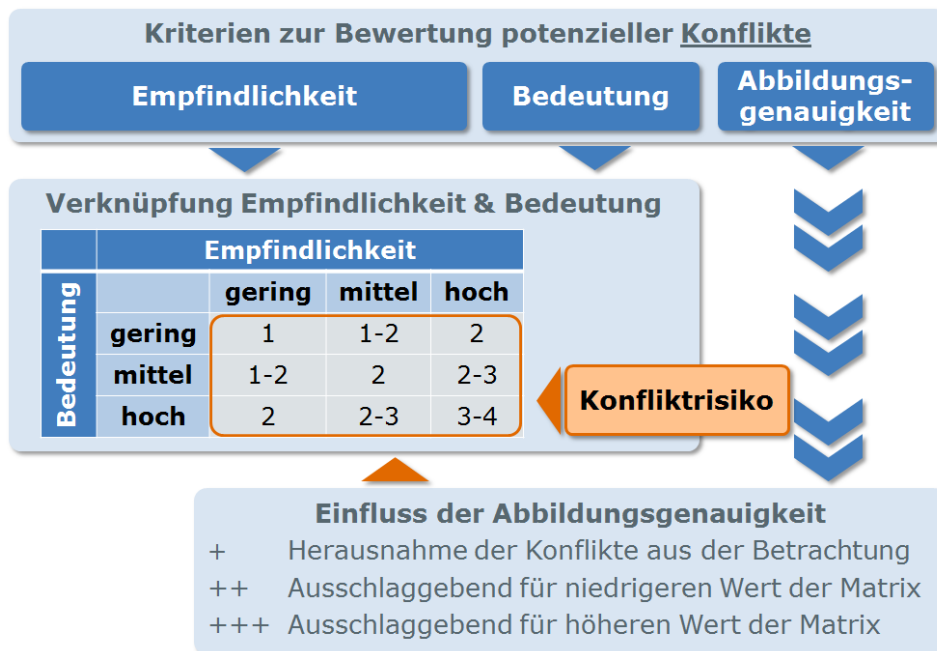 Kriterien zur Bewertung potenzieller Konflikte
Empfindlichkeit
Bedeutung
Abbildungs-
genauigkeit
Verknüpfung Empfindlichkeit & Bedeutung
Empfindlichkeit
Bedeutung
gering mittel hoch
gering 1 1-2 2
mittel 1-2 2 2-3
hoch 2 2-3 3-4
Konfliktrisiko
Einfluss der Abbildungsgenauigkeit
+ Herausnahme der Konflikte aus der Betrachtung
++ Ausschlaggebend für niedrigeren Wert der Matrix
+++ Ausschlaggebend für höheren Wert der Matrix